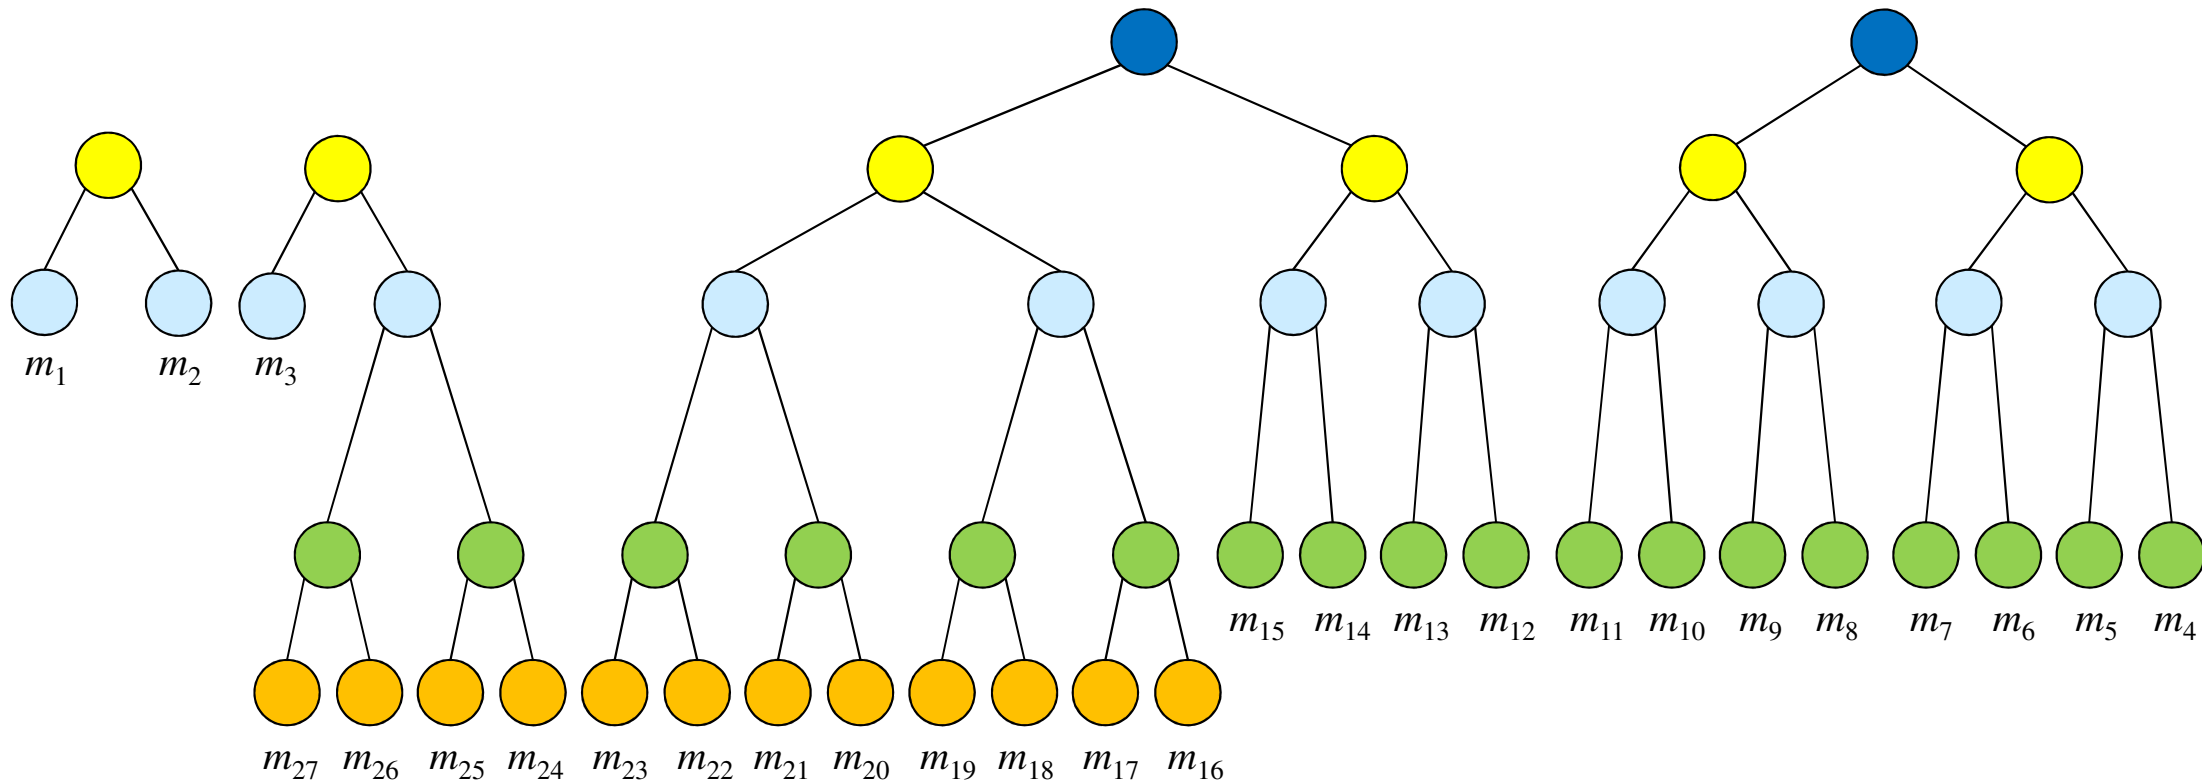 m₁ m₂ m₃
m₁₅ m₁₄ m₁₃ m₁₂ m₁₁ m₁₀ m₉ m₈ m₇ m₆ m₅ m₄
m₂₇ m₂₆ m₂₅ m₂₄ m₂₃ m₂₂ m₂₁ m₂₀ m₁₉ m₁₈ m₁₇ m₁₆